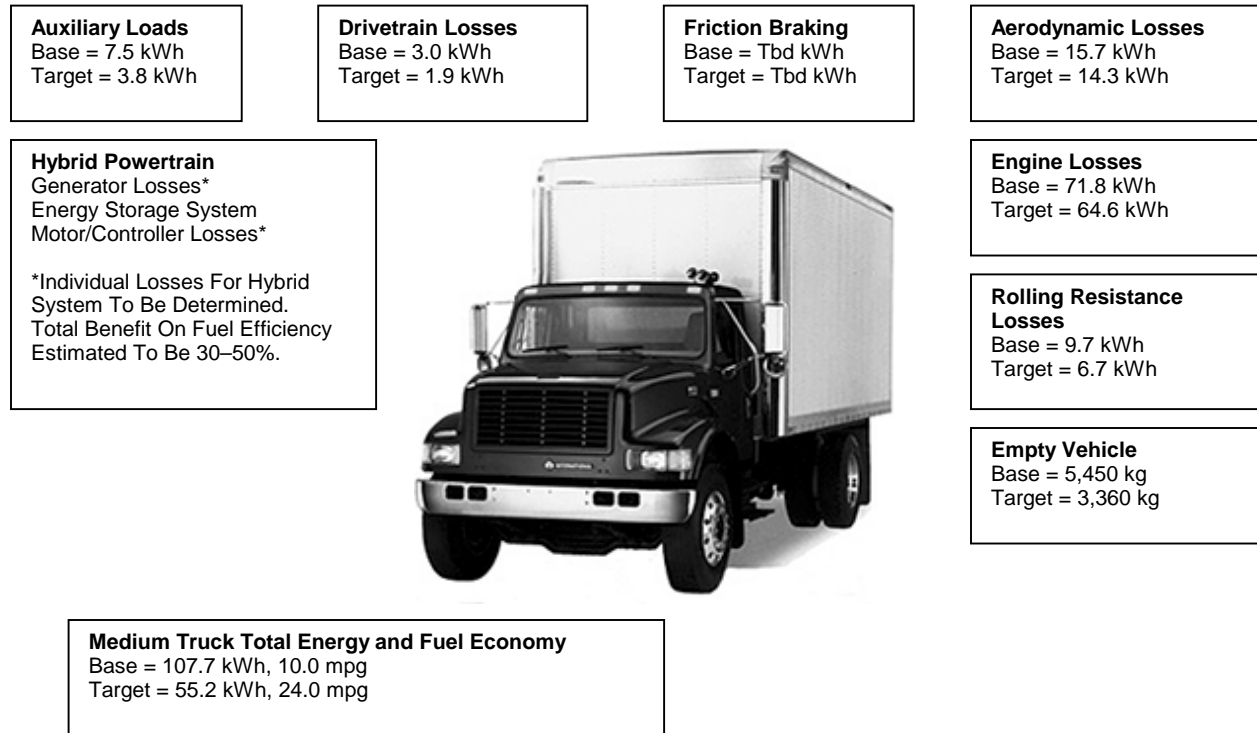 Auxiliary Loads
Base = 7.5 kWh
Target = 3.8 kWh
Drivetrain Losses
Base = 3.0 kWh
Target = 1.9 kWh
Friction Braking
Base = Tbd kWh
Target = Tbd kWh
Aerodynamic Losses
Base = 15.7 kWh
Target = 14.3 kWh
Hybrid Powertrain
Generator Losses*
Energy Storage System
Motor/Controller Losses*
*Individual Losses For Hybrid
System To Be Determined.
Total Benefit On Fuel Efficiency
Estimated To Be 30–50%.
Engine Losses
Base = 71.8 kWh
Target = 64.6 kWh
Rolling Resistance
Losses
Base = 9.7 kWh
Target = 6.7 kWh
Empty Vehicle
Base = 5,450 kg
Target = 3,360 kg
INTERNATIONAL
Medium Truck Total Energy and Fuel Economy
Base = 107.7 kWh, 10.0 mpg
Target = 55.2 kWh, 24.0 mpg